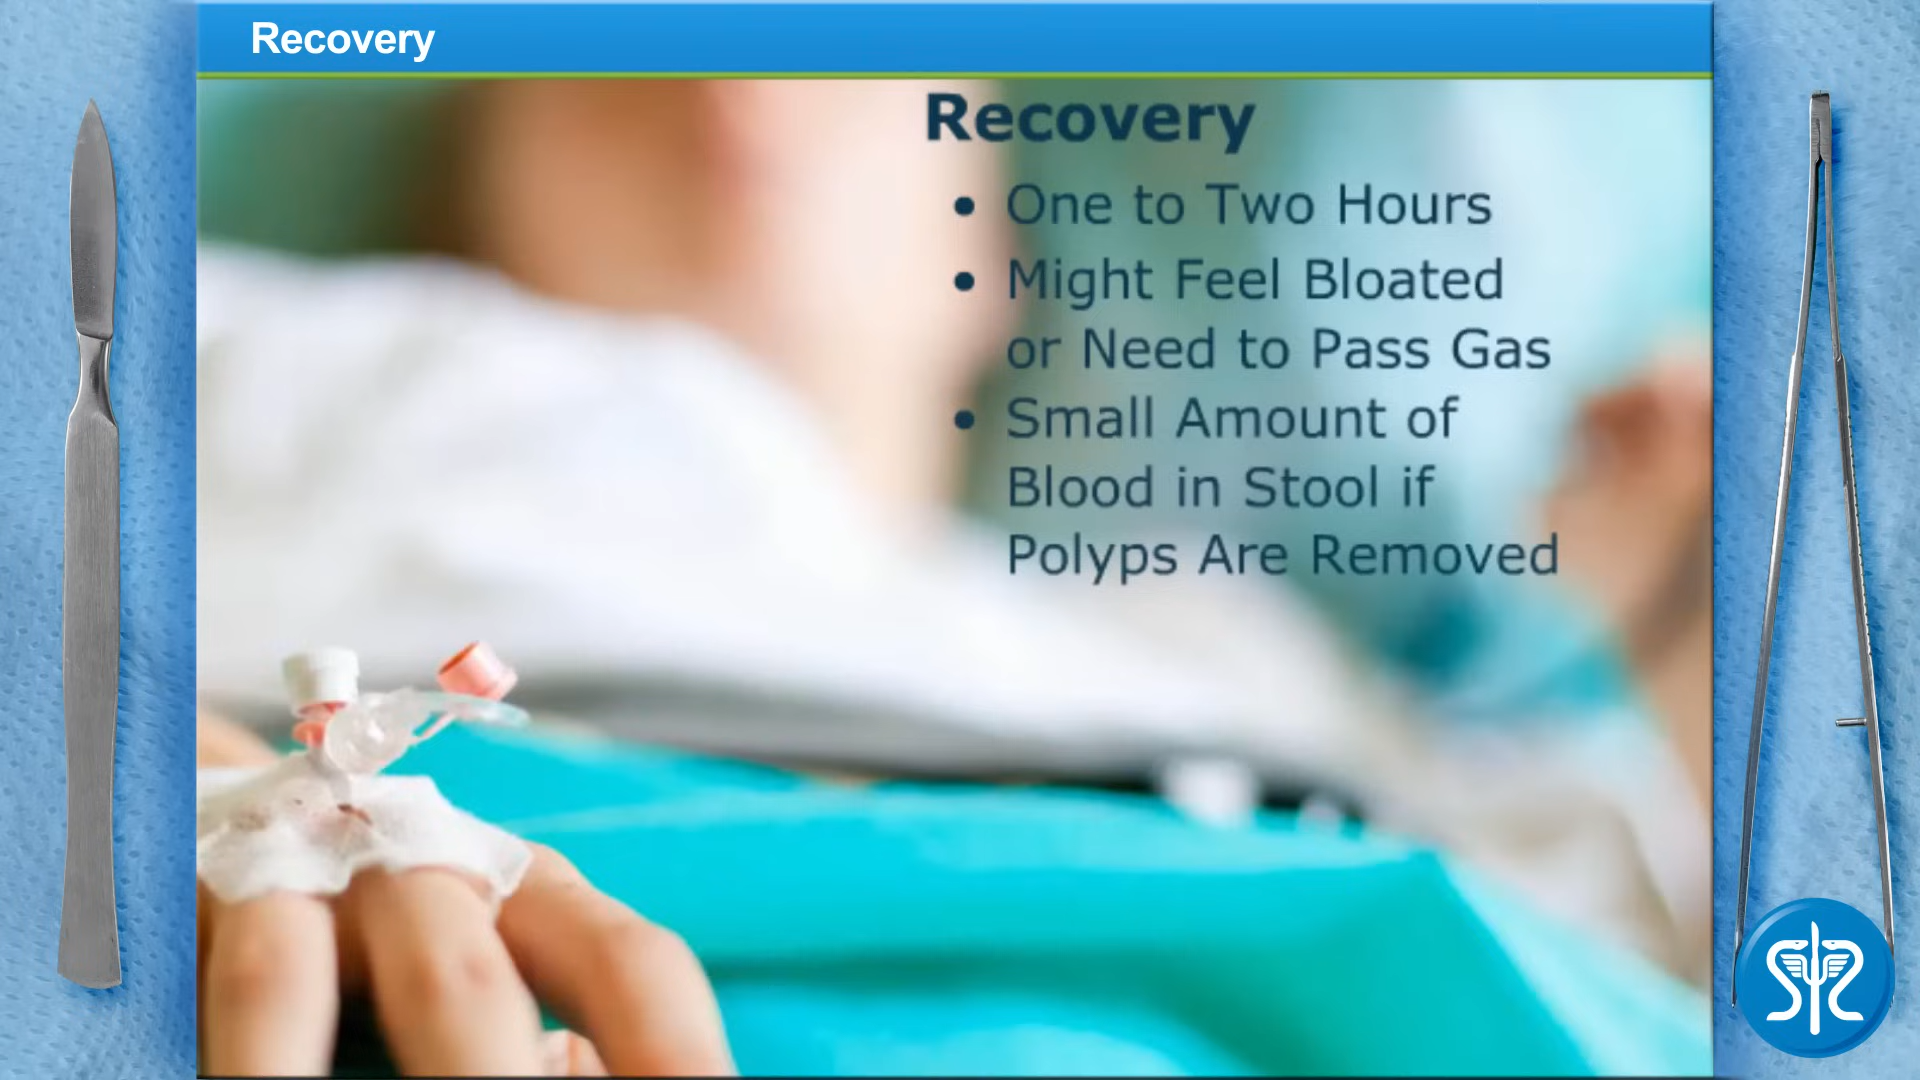 Recovery
Recovery
• One to Two Hours
• Might Feel Bloated
or Need to Pass Gas
• Small Amount of
Blood in Stool if
Polyps Are Removed